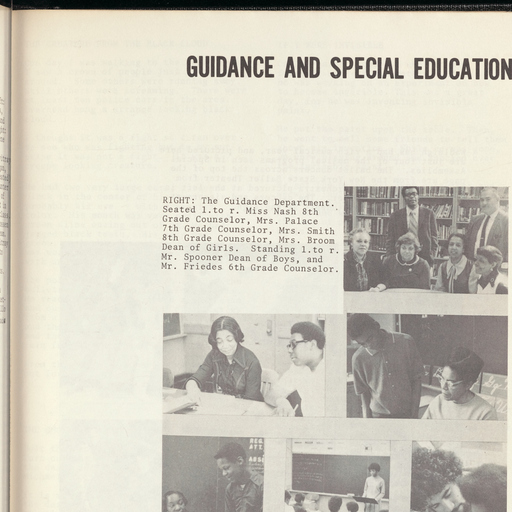 GUIDANCE AND SPECIAL EDUCATION
RIGHT: The Guidance Department.
Seated l.to r. Miss Nash 8th
Grade Counselor, Mrs. Palace
7th Grade Counselor, Mrs. Smith
8th Grade Counselor, Mrs. Broom
Dean of Girls. Standing l.to r.
Mr. Spooner Dean of Boys, and
Mr. Friedes 6th Grade Counselor.